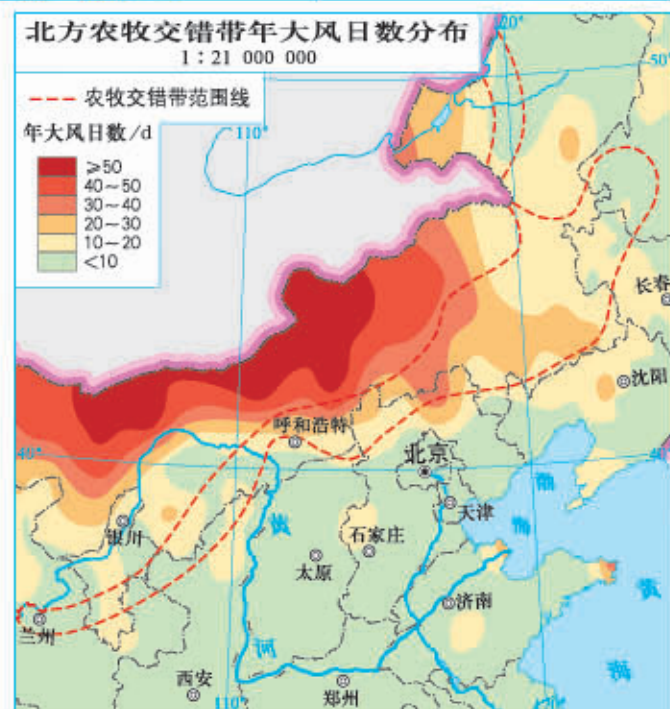 北方农牧交错带年大风日数分布
1∶21 000 000
农牧交错带范围线
年大风日数/d
≥50
40～50
30～40
20～30
10～20
<10
120°
50°
110°
长春
沈阳
呼和浩特
40°
北京
40°
渤
海
银川
天津
黄
石家庄
太原
黄
兰州
济南
河
海
西安
郑州
110°
120°